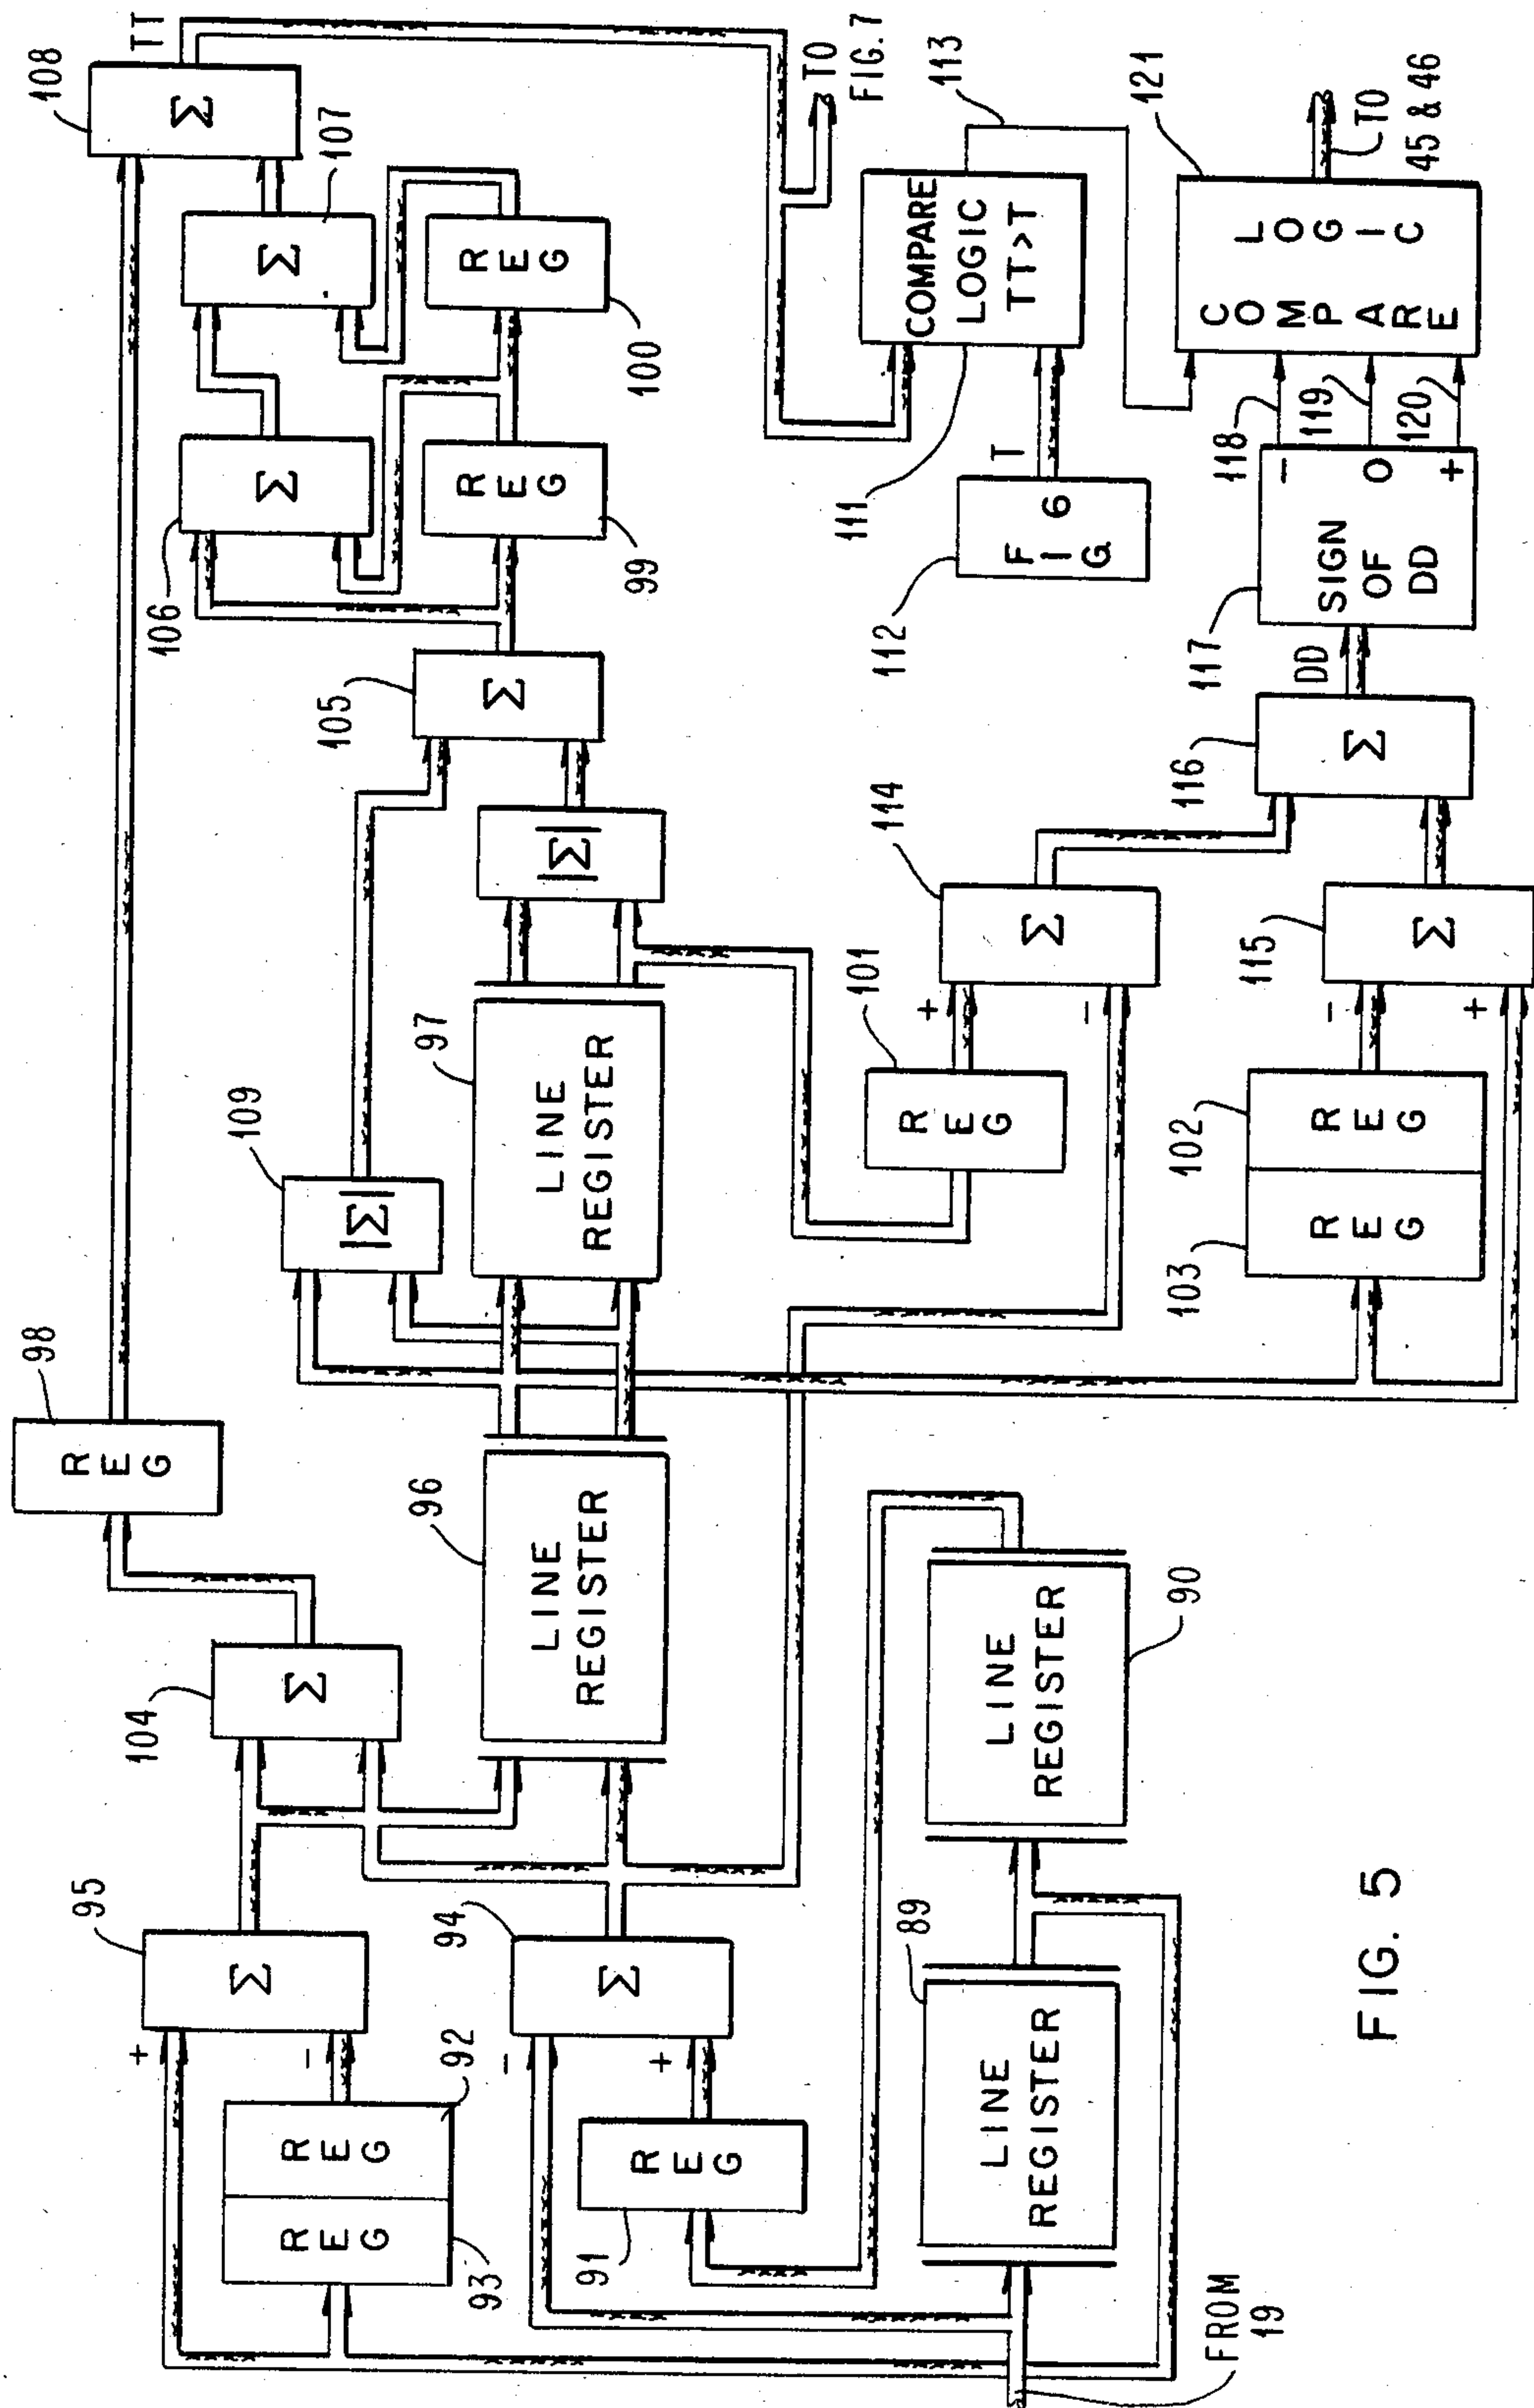 FROM
19
93
REG
REG
92
+
-
95
Σ
104
Σ
98
REG
91
REG
-
+
94
Σ
89
LINE
REGISTER
LINE
REGISTER
90
96
LINE
REGISTER
97
LINE
REGISTER
109
|Σ|
|Σ|
105
Σ
106
Σ
99
REG
107
Σ
100
REG
108
Σ
TT
TO
FIG. 7
101
REG
+
-
114
Σ
103
REG
102
REG
-
+
115
Σ
116
Σ
DD
117
SIGN
OF
DD
-
O
+
118
119
120
112
FIG
6
T
111
COMPARE
LOGIC
TT>T
113
121
COMPARE
LOGIC
TO
45 & 46
FIG. 5